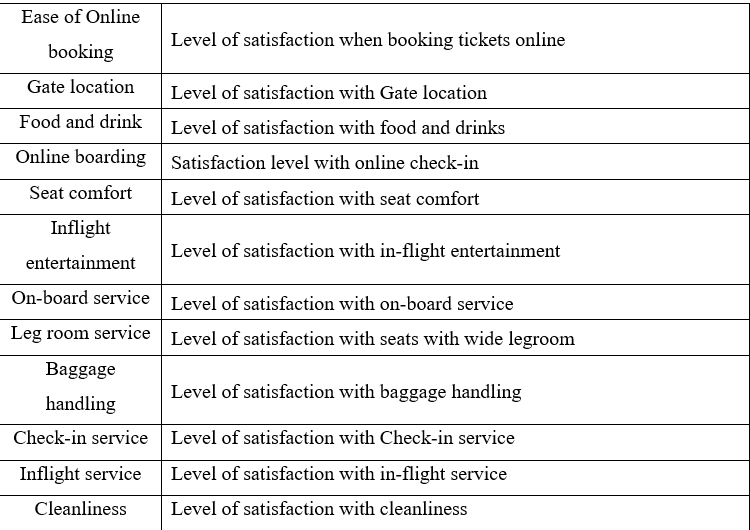 Ease of Online
booking
Level of satisfaction when booking tickets online
Gate location
Level of satisfaction with Gate location
Food and drink
Level of satisfaction with food and drinks
Online boarding
Satisfaction level with online check-in
Seat comfort
Level of satisfaction with seat comfort
Inflight
entertainment
Level of satisfaction with in-flight entertainment
On-board service
Level of satisfaction with on-board service
Leg room service
Level of satisfaction with seats with wide legroom
Baggage
handling
Level of satisfaction with baggage handling
Check-in service
Level of satisfaction with Check-in service
Inflight service
Level of satisfaction with in-flight service
Cleanliness
Level of satisfaction with cleanliness